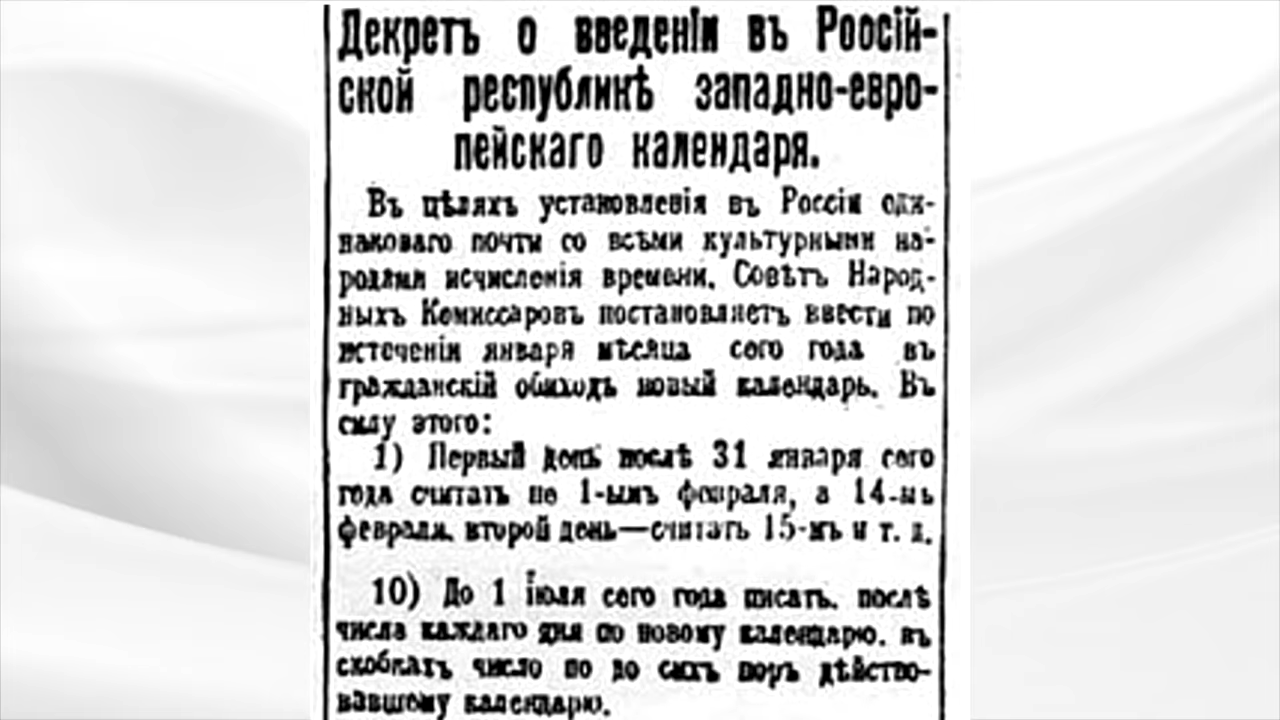 Декретъ о введенiи въ Роосiй-
ской республикѣ западно-евро-
пейскаго календаря.
Въ цѣляхъ установленiя въ Россiи оди-
наковаго почти со всѣми культурными на-
родами исчисленiя времени, Совѣтъ Народ-
ныхъ Комиссаровъ постановляетъ ввести по
истеченiи января мѣсяца сего года въ
гражданскiй обиходъ новый календарь. Въ
силу этого:
1) Первый день послѣ 31 января сего
года считать не 1-ымъ февраля, а 14-мъ
февраля, второй день—считать 15-мъ и т. д.
10) До 1 iюля сего года писать, послѣ
числа каждаго дня по новому календарю, въ
скобкахъ число по до сихъ поръ дѣйство-
вавшему календарю.